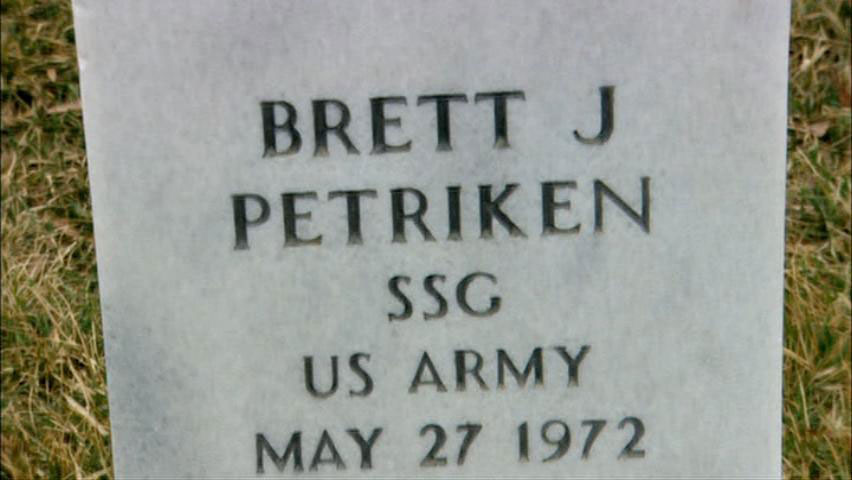 BRETT J
PETRIKEN
SSG
US ARMY
MAY 27 1972